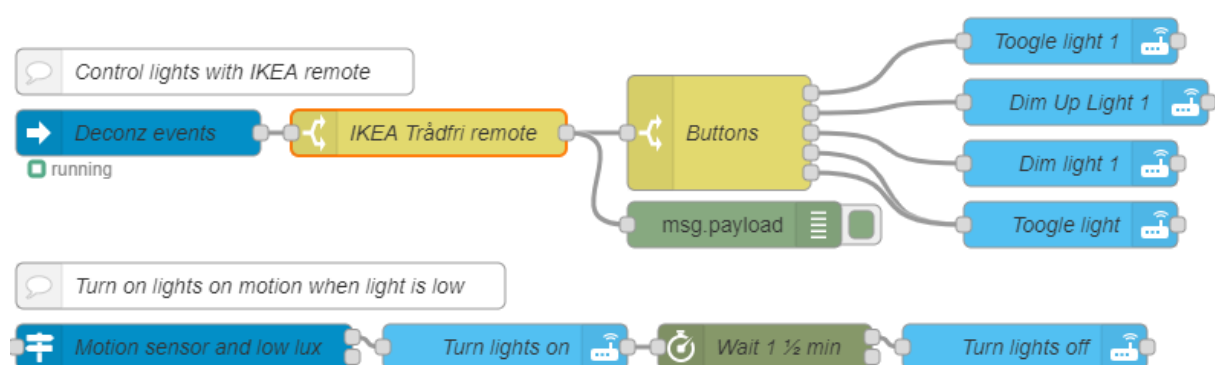 Control lights with IKEA remote
Deconz events
running
IKEA Trådfri remote
Buttons
msg.payload
Toogle light 1
Dim Up Light 1
Dim light 1
Toogle light
Turn on lights on motion when light is low
Motion sensor and low lux
Turn lights on
Wait 1 ½ min
Turn lights off